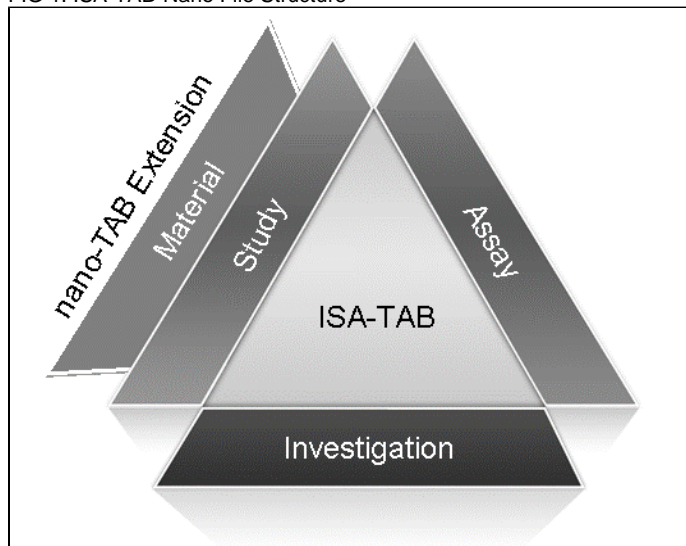 nano-TAB Extension
Material
Study
Assay
ISA-TAB
Investigation